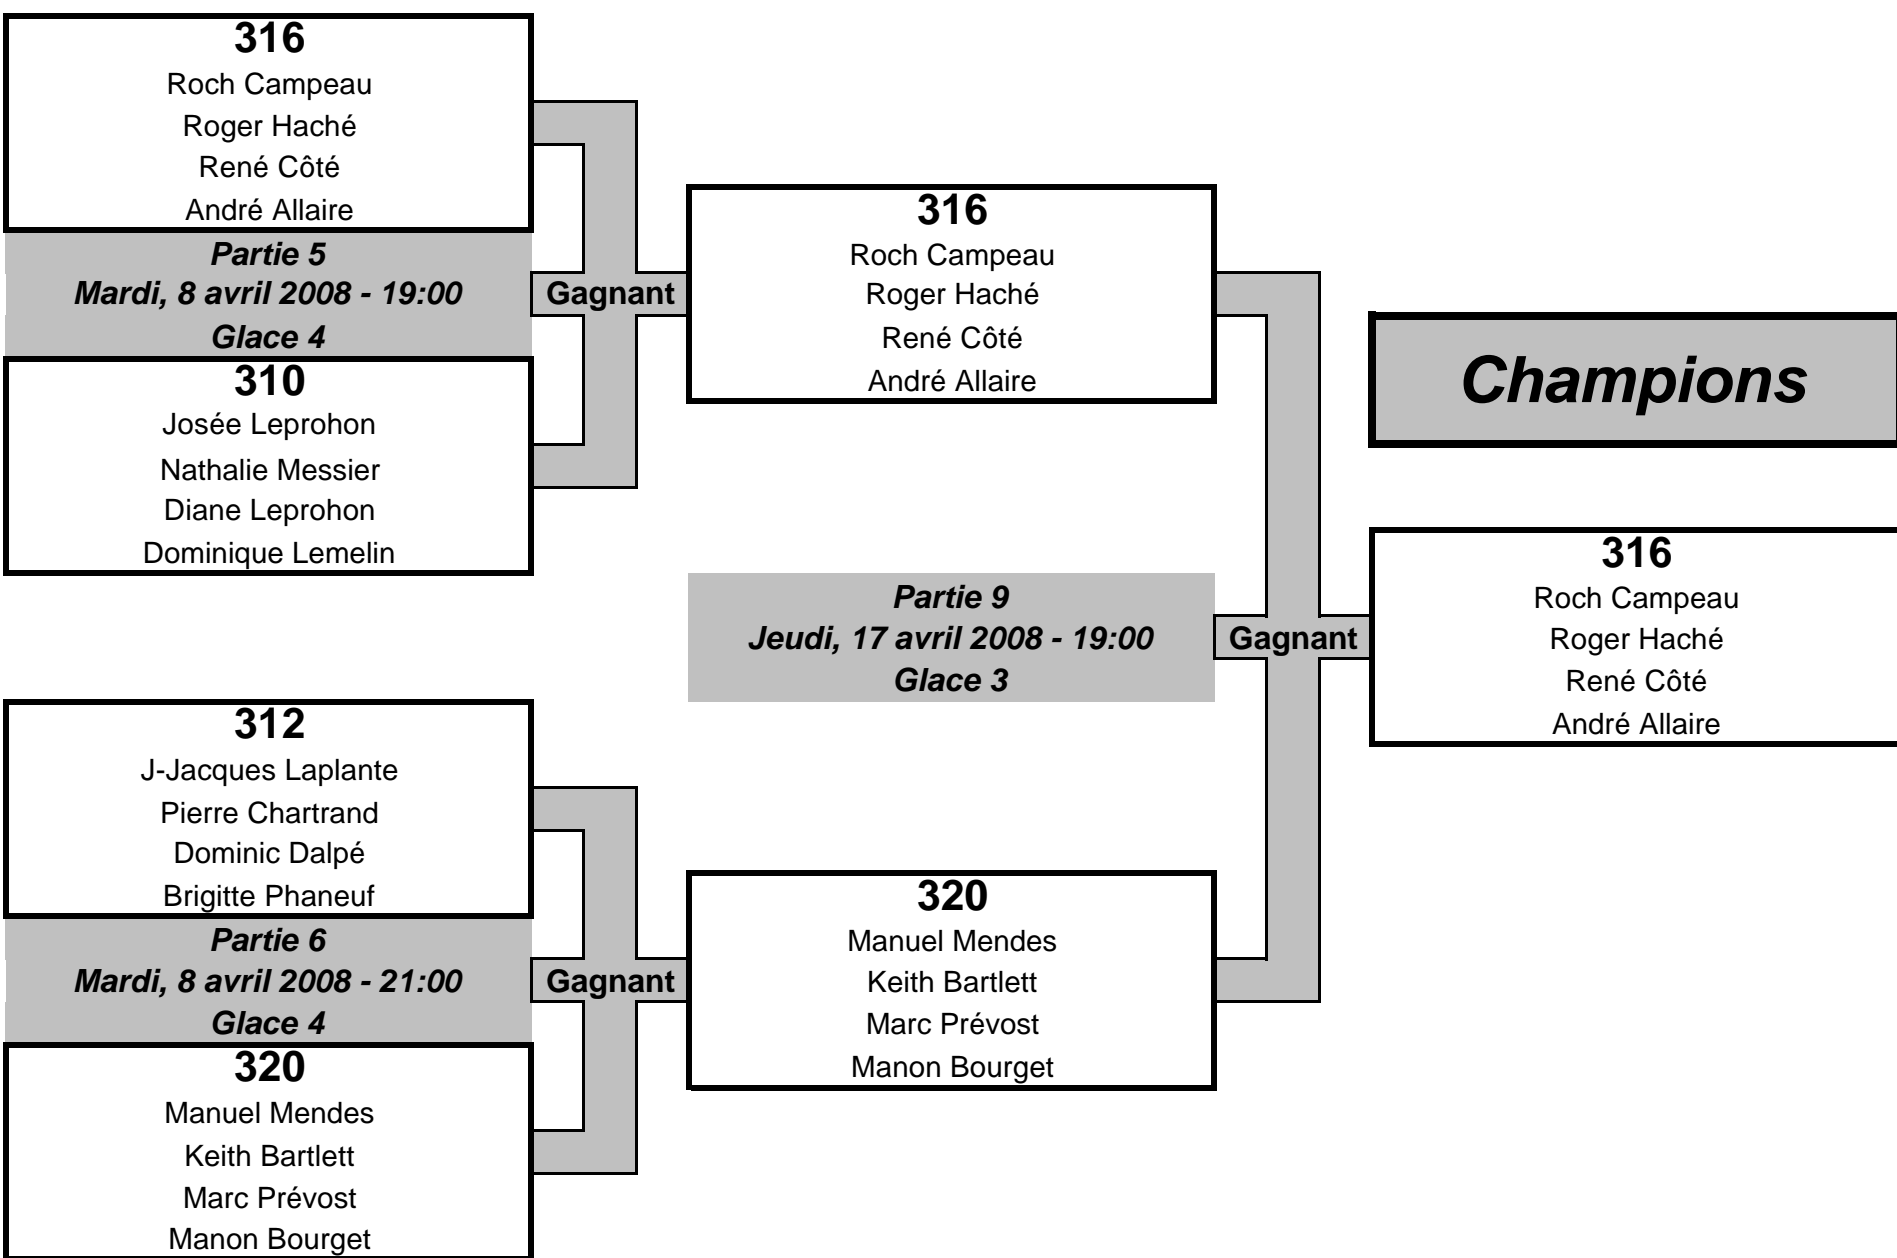 316
Roch Campeau
Roger Haché
René Côté
André Allaire
Partie 5
Mardi, 8 avril 2008 - 19:00
Glace 4
Gagnant
310
Josée Leprohon
Nathalie Messier
Diane Leprohon
Dominique Lemelin
312
J-Jacques Laplante
Pierre Chartrand
Dominic Dalpé
Brigitte Phaneuf
Partie 6
Mardi, 8 avril 2008 - 21:00
Glace 4
Gagnant
320
Manuel Mendes
Keith Bartlett
Marc Prévost
Manon Bourget
316
Roch Campeau
Roger Haché
René Côté
André Allaire
Partie 9
Jeudi, 17 avril 2008 - 19:00
Glace 3
Gagnant
320
Manuel Mendes
Keith Bartlett
Marc Prévost
Manon Bourget
Champions
316
Roch Campeau
Roger Haché
René Côté
André Allaire